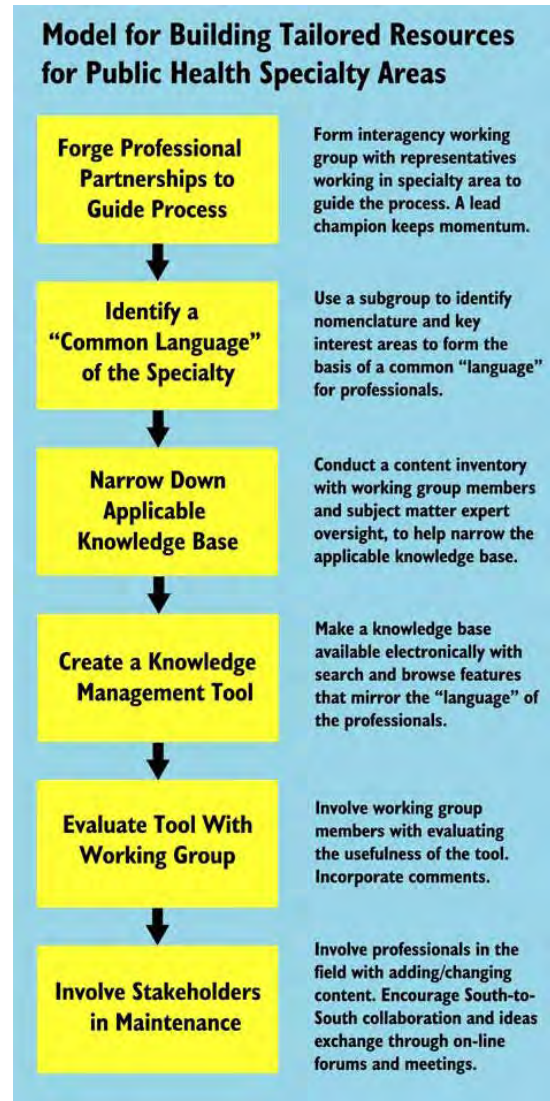 Model for Building Tailored Resources
for Public Health Specialty Areas
Forge Professional
Partnerships to
Guide Process
Form interagency working
group with representatives
working in specialty area to
guide the process. A lead
champion keeps momentum.
Identify a
“Common Language”
of the Specialty
Use a subgroup to identify
nomenclature and key
interest areas to form the
basis of a common “language”
for professionals.
Narrow Down
Applicable
Knowledge Base
Conduct a content inventory
with working group members
and subject matter expert
oversight, to help narrow the
applicable knowledge base.
Create a Knowledge
Management Tool
Make a knowledge base
available electronically with
search and browse features
that mirror the “language” of
the professionals.
Evaluate Tool With
Working Group
Involve working group
members with evaluating
the usefulness of the tool.
Incorporate comments.
Involve Stakeholders
in Maintenance
Involve professionals in the
field with adding/changing
content. Encourage South-to-
South collaboration and ideas
exchange through on-line
forums and meetings.